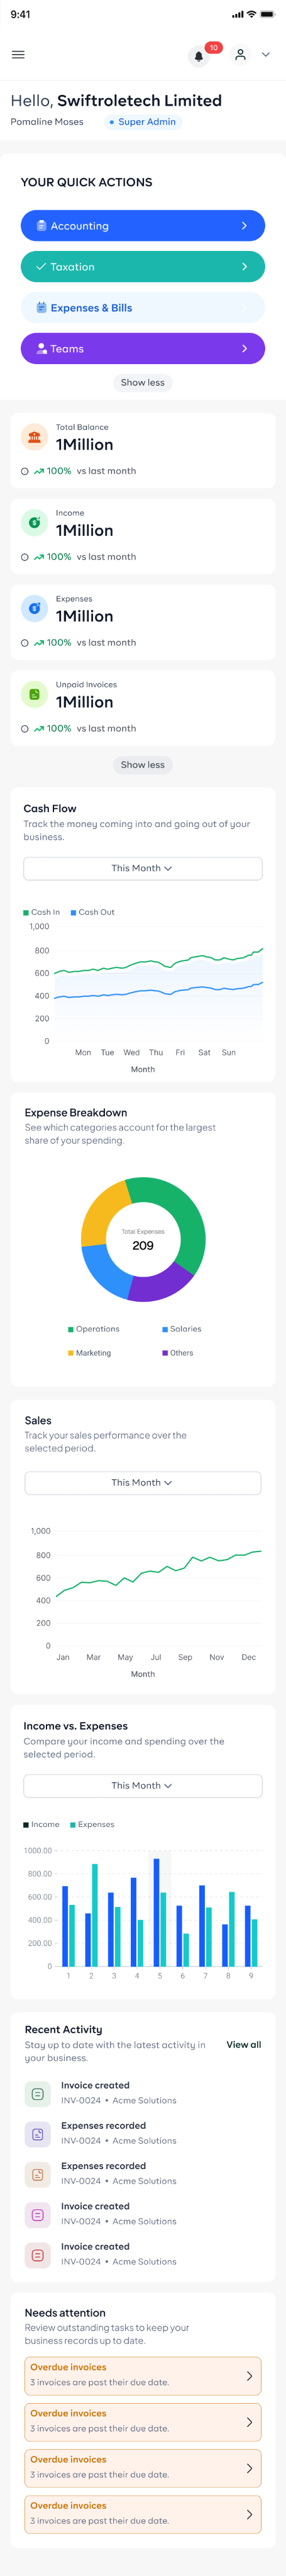 9:41
10
Hello, Swiftroletech Limited
Pomaline Moses
Super Admin
YOUR QUICK ACTIONS
Accounting
Taxation
Expenses & Bills
Teams
Show less
Total Balance
1Million
100% vs last month
Income
1Million
100% vs last month
Expenses
1Million
100% vs last month
Unpaid Invoices
1Million
100% vs last month
Show less
Cash Flow
Track the money coming into and going out of your
business.
This Month
Cash In Cash Out
1,000
800
600
400
200
0
Mon Tue Wed Thu Fri Sat Sun
Month
Expense Breakdown
See which categories account for the largest
share of your spending.
Total Expenses
209
Operations Salaries
Marketing Others
Sales
Track your sales performance over the
selected period.
This Month
1,000
800
600
400
200
0
Jan Mar May Jul Sep Nov Dec
Month
Income vs. Expenses
Compare your income and spending over the
selected period.
This Month
Income Expenses
1000.00
800.00
600.00
400.00
200.00
0
1 2 3 4 5 6 7 8 9
Recent Activity
Stay up to date with the latest activity in
your business.
View all
Invoice created
INV-0024 • Acme Solutions
Expenses recorded
INV-0024 • Acme Solutions
Expenses recorded
INV-0024 • Acme Solutions
Invoice created
INV-0024 • Acme Solutions
Invoice created
INV-0024 • Acme Solutions
Needs attention
Review outstanding tasks to keep your
business records up to date.
Overdue invoices
3 invoices are past their due date.
Overdue invoices
3 invoices are past their due date.
Overdue invoices
3 invoices are past their due date.
Overdue invoices
3 invoices are past their due date.